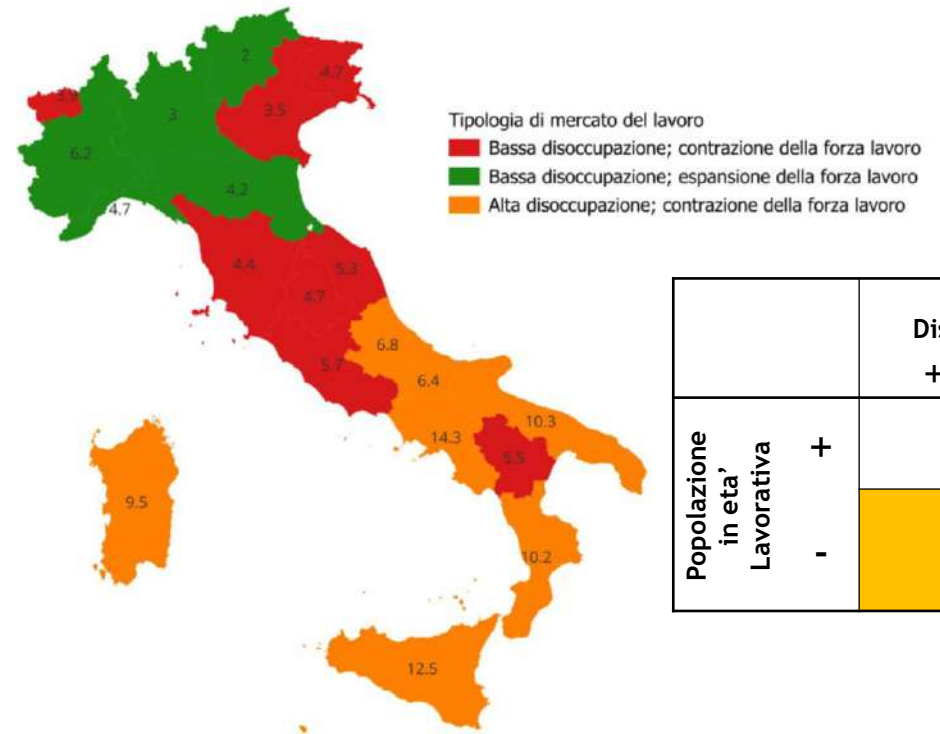 2
4.7
3.9
3
3.5
6.2
4.2
4.7
Tipologia di mercato del lavoro
Bassa disoccupazione; contrazione della forza lavoro
Bassa disoccupazione; espansione della forza lavoro
Alta disoccupazione; contrazione della forza lavoro
4.4
5.3
4.7
5.7
6.8
6.4
14.3
10.3
5.5
9.5
10.2
12.5
Dis
+
Popolazione
in eta’
Lavorativa
+
-